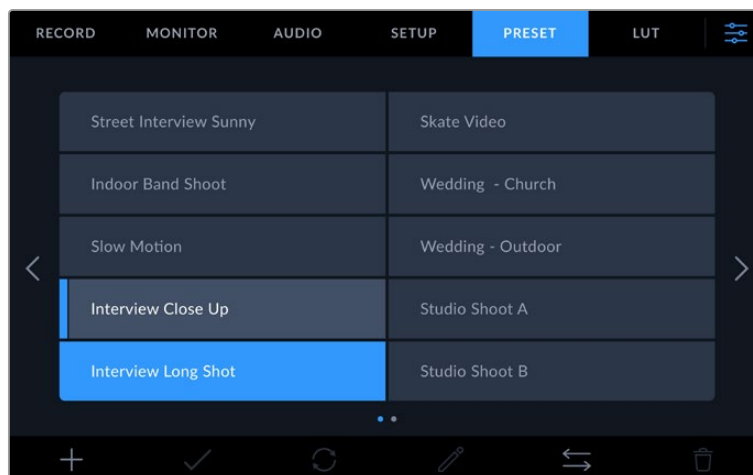 RECORD MONITOR AUDIO SETUP PRESET LUT
Street Interview Sunny
Skate Video
Indoor Band Shoot
Wedding - Church
Slow Motion
Wedding - Outdoor
Interview Close Up
Studio Shoot A
Interview Long Shot
Studio Shoot B